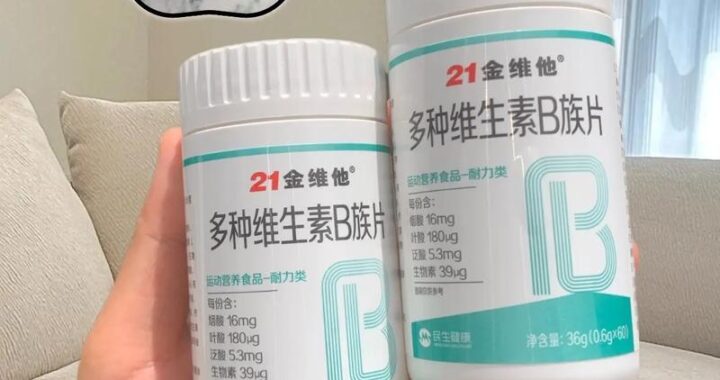 21金维他®
多种维生素B族片
运动营养食品-耐力类
每份含:
烟酸 16mg
叶酸 180μg
泛酸 5.3mg
生物素 39μg
民生健康
净含量: 36g (0.6g×60)
21金维他®
多种维生素B族片
运动营养食品-耐力类
每份含:
烟酸 16mg
叶酸 180μg
泛酸 5.3mg
生物素 39μg